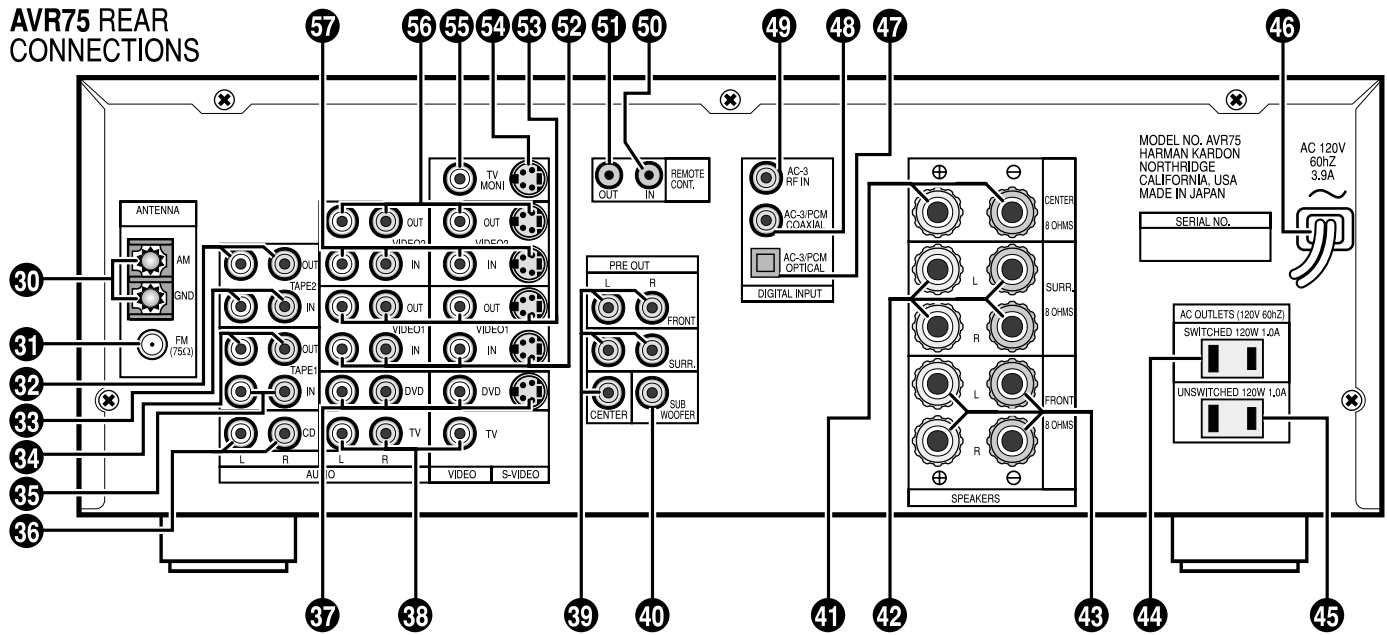 AVR75 REAR
CONNECTIONS
57 56 55 54 53 52 51 50 49 48 47 46
MODEL NO. AVR75
HARMAN KARDON
NORTHRIDGE
CALIFORNIA, USA
MADE IN JAPAN
SERIAL NO.
AC 120V
60hZ
3.9A
ANTENNA
AM
GND
FM
(75Ω)
30
31
32
33
34
35
36
TV
MONI
OUT OUT
VIDEO2 VIDEO2
OUT IN IN
TAPE2
IN OUT OUT
VIDEO1 VIDEO1
OUT IN IN
TAPE1
IN DVD DVD
CD TV TV
L R L R
AUDIO VIDEO S-VIDEO
OUT IN
REMOTE
CONT.
AC-3
RF IN
AC-3/PCM
COAXIAL
AC-3/PCM
OPTICAL
DIGITAL INPUT
PRE OUT
L R
FRONT
SURR.
CENTER
SUB
WOOFER
⊕ ⊖
CENTER
8 OHMS
L
SURR.
R
8 OHMS
L
FRONT
R
8 OHMS
⊕ ⊖
SPEAKERS
AC OUTLETS (120V 60hZ)
SWITCHED 120W 1.0A
UNSWITCHED 120W 1.0A
37 38 39 40 41 42 43 44 45